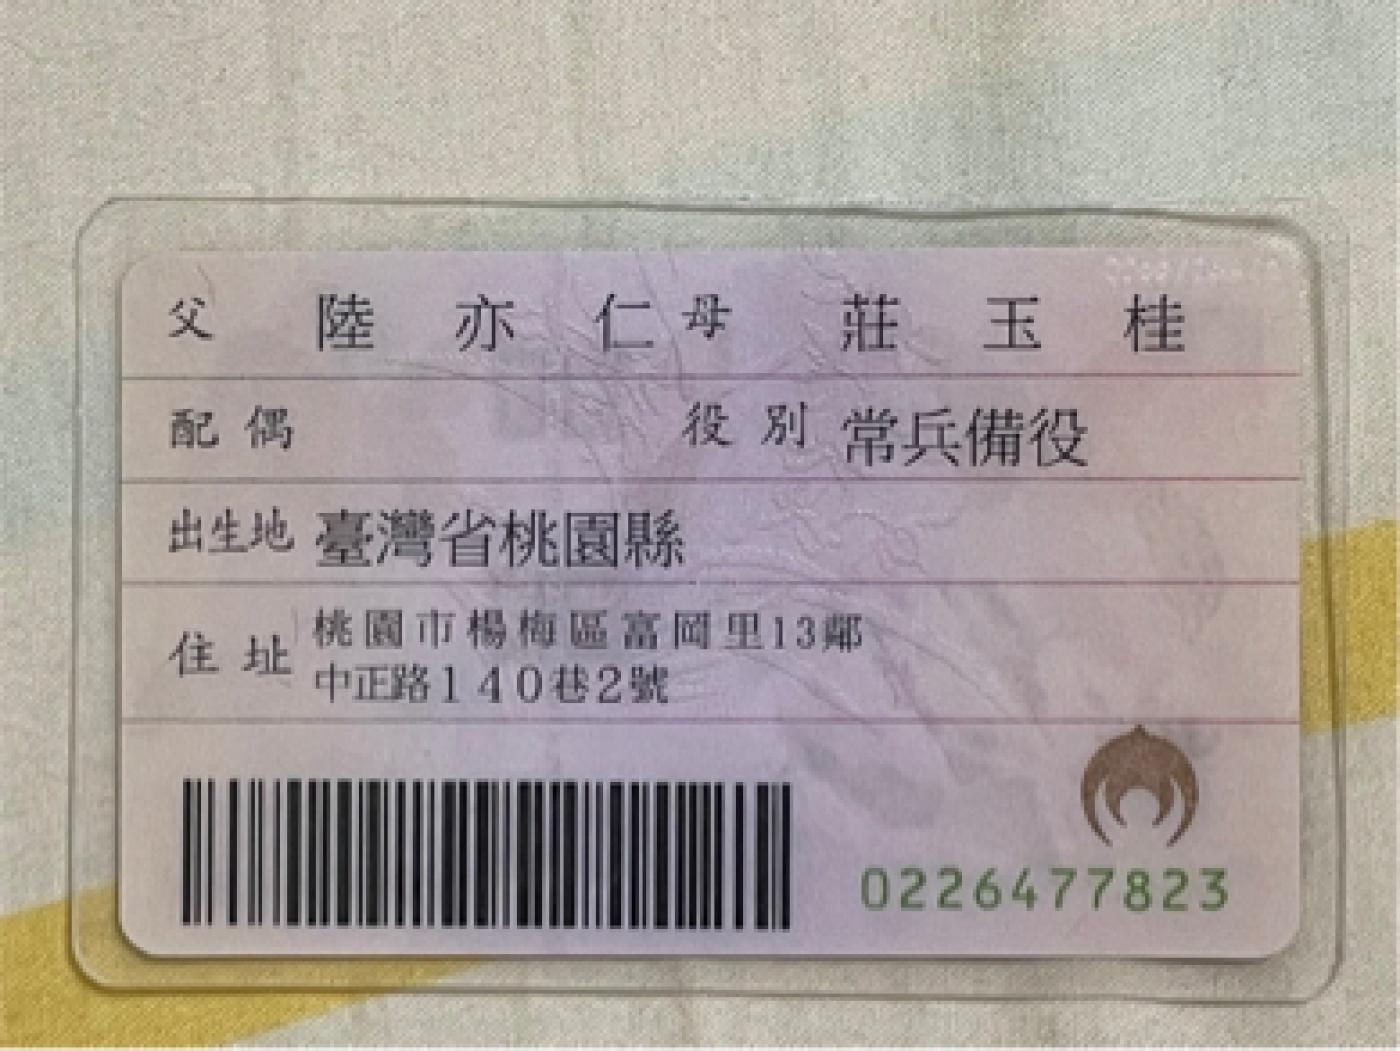 父 陸亦仁 母 莊玉桂
配偶 役別 常兵備役
出生地 臺灣省桃園縣
住址 桃園市楊梅區富岡里13鄰
中正路140巷2號
0226477823